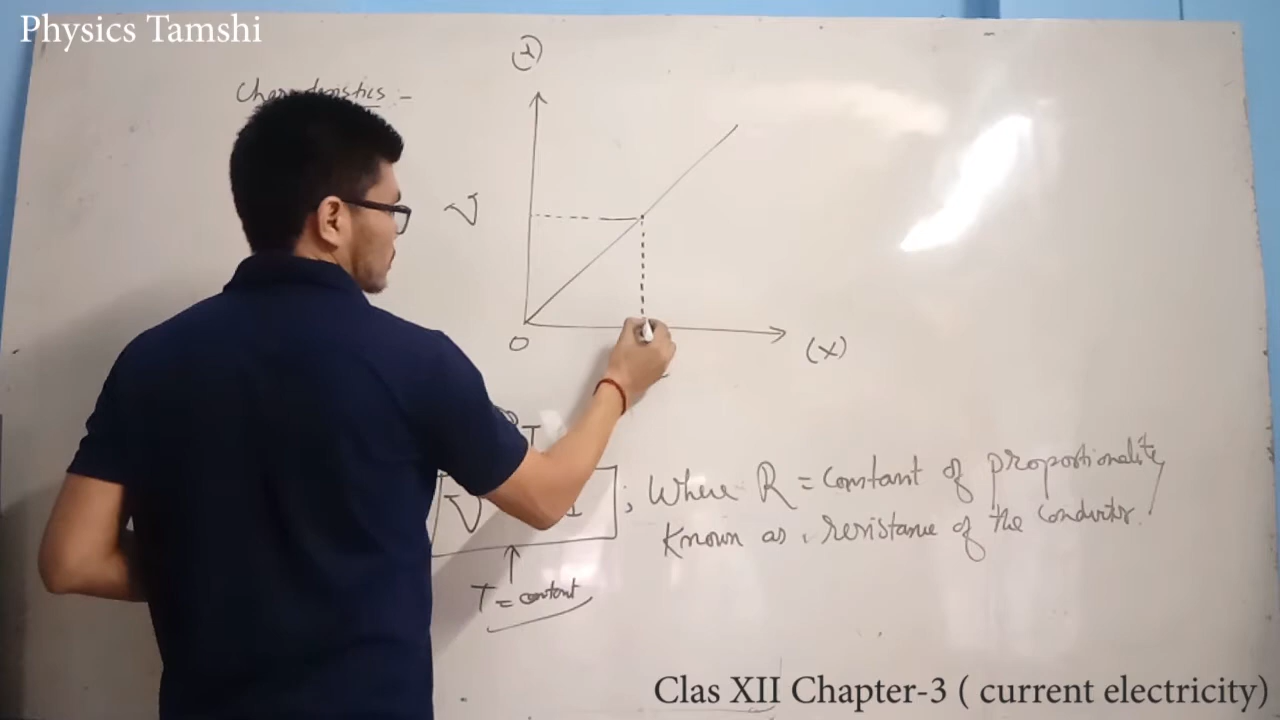 Physics Tamshi
Characteristics :-
V
O
(X)
V I ; Where R = Constant of proportionality
Known as , resistance of the conductor.
T = constant
Clas XII Chapter-3 ( current electricity)